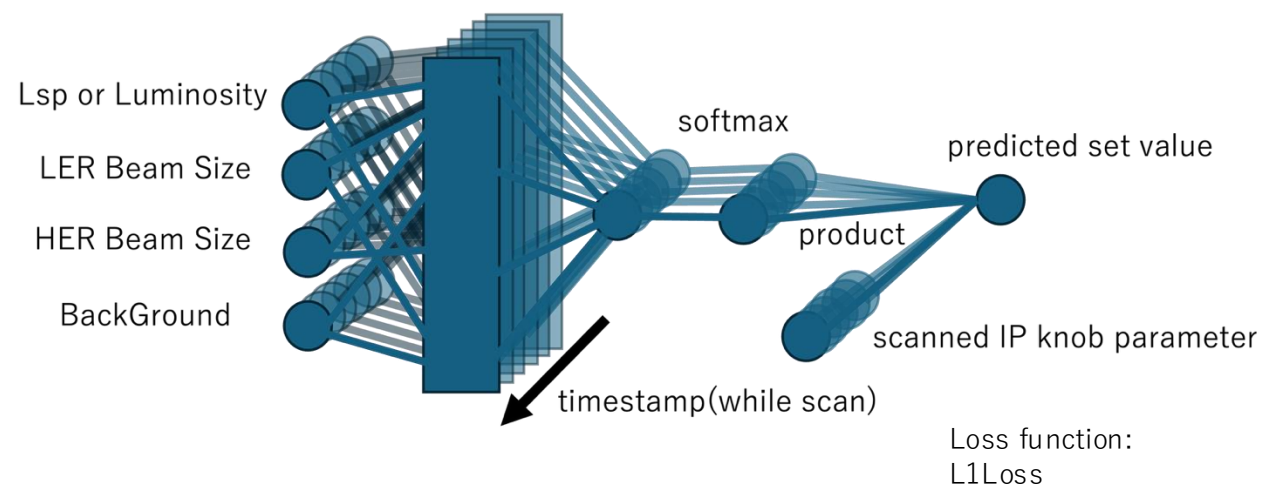 Lsp or Luminosity
LER Beam Size
HER Beam Size
BackGround
softmax
predicted set value
product
scanned IP knob parameter
timestamp(while scan)
Loss function:
L1Loss